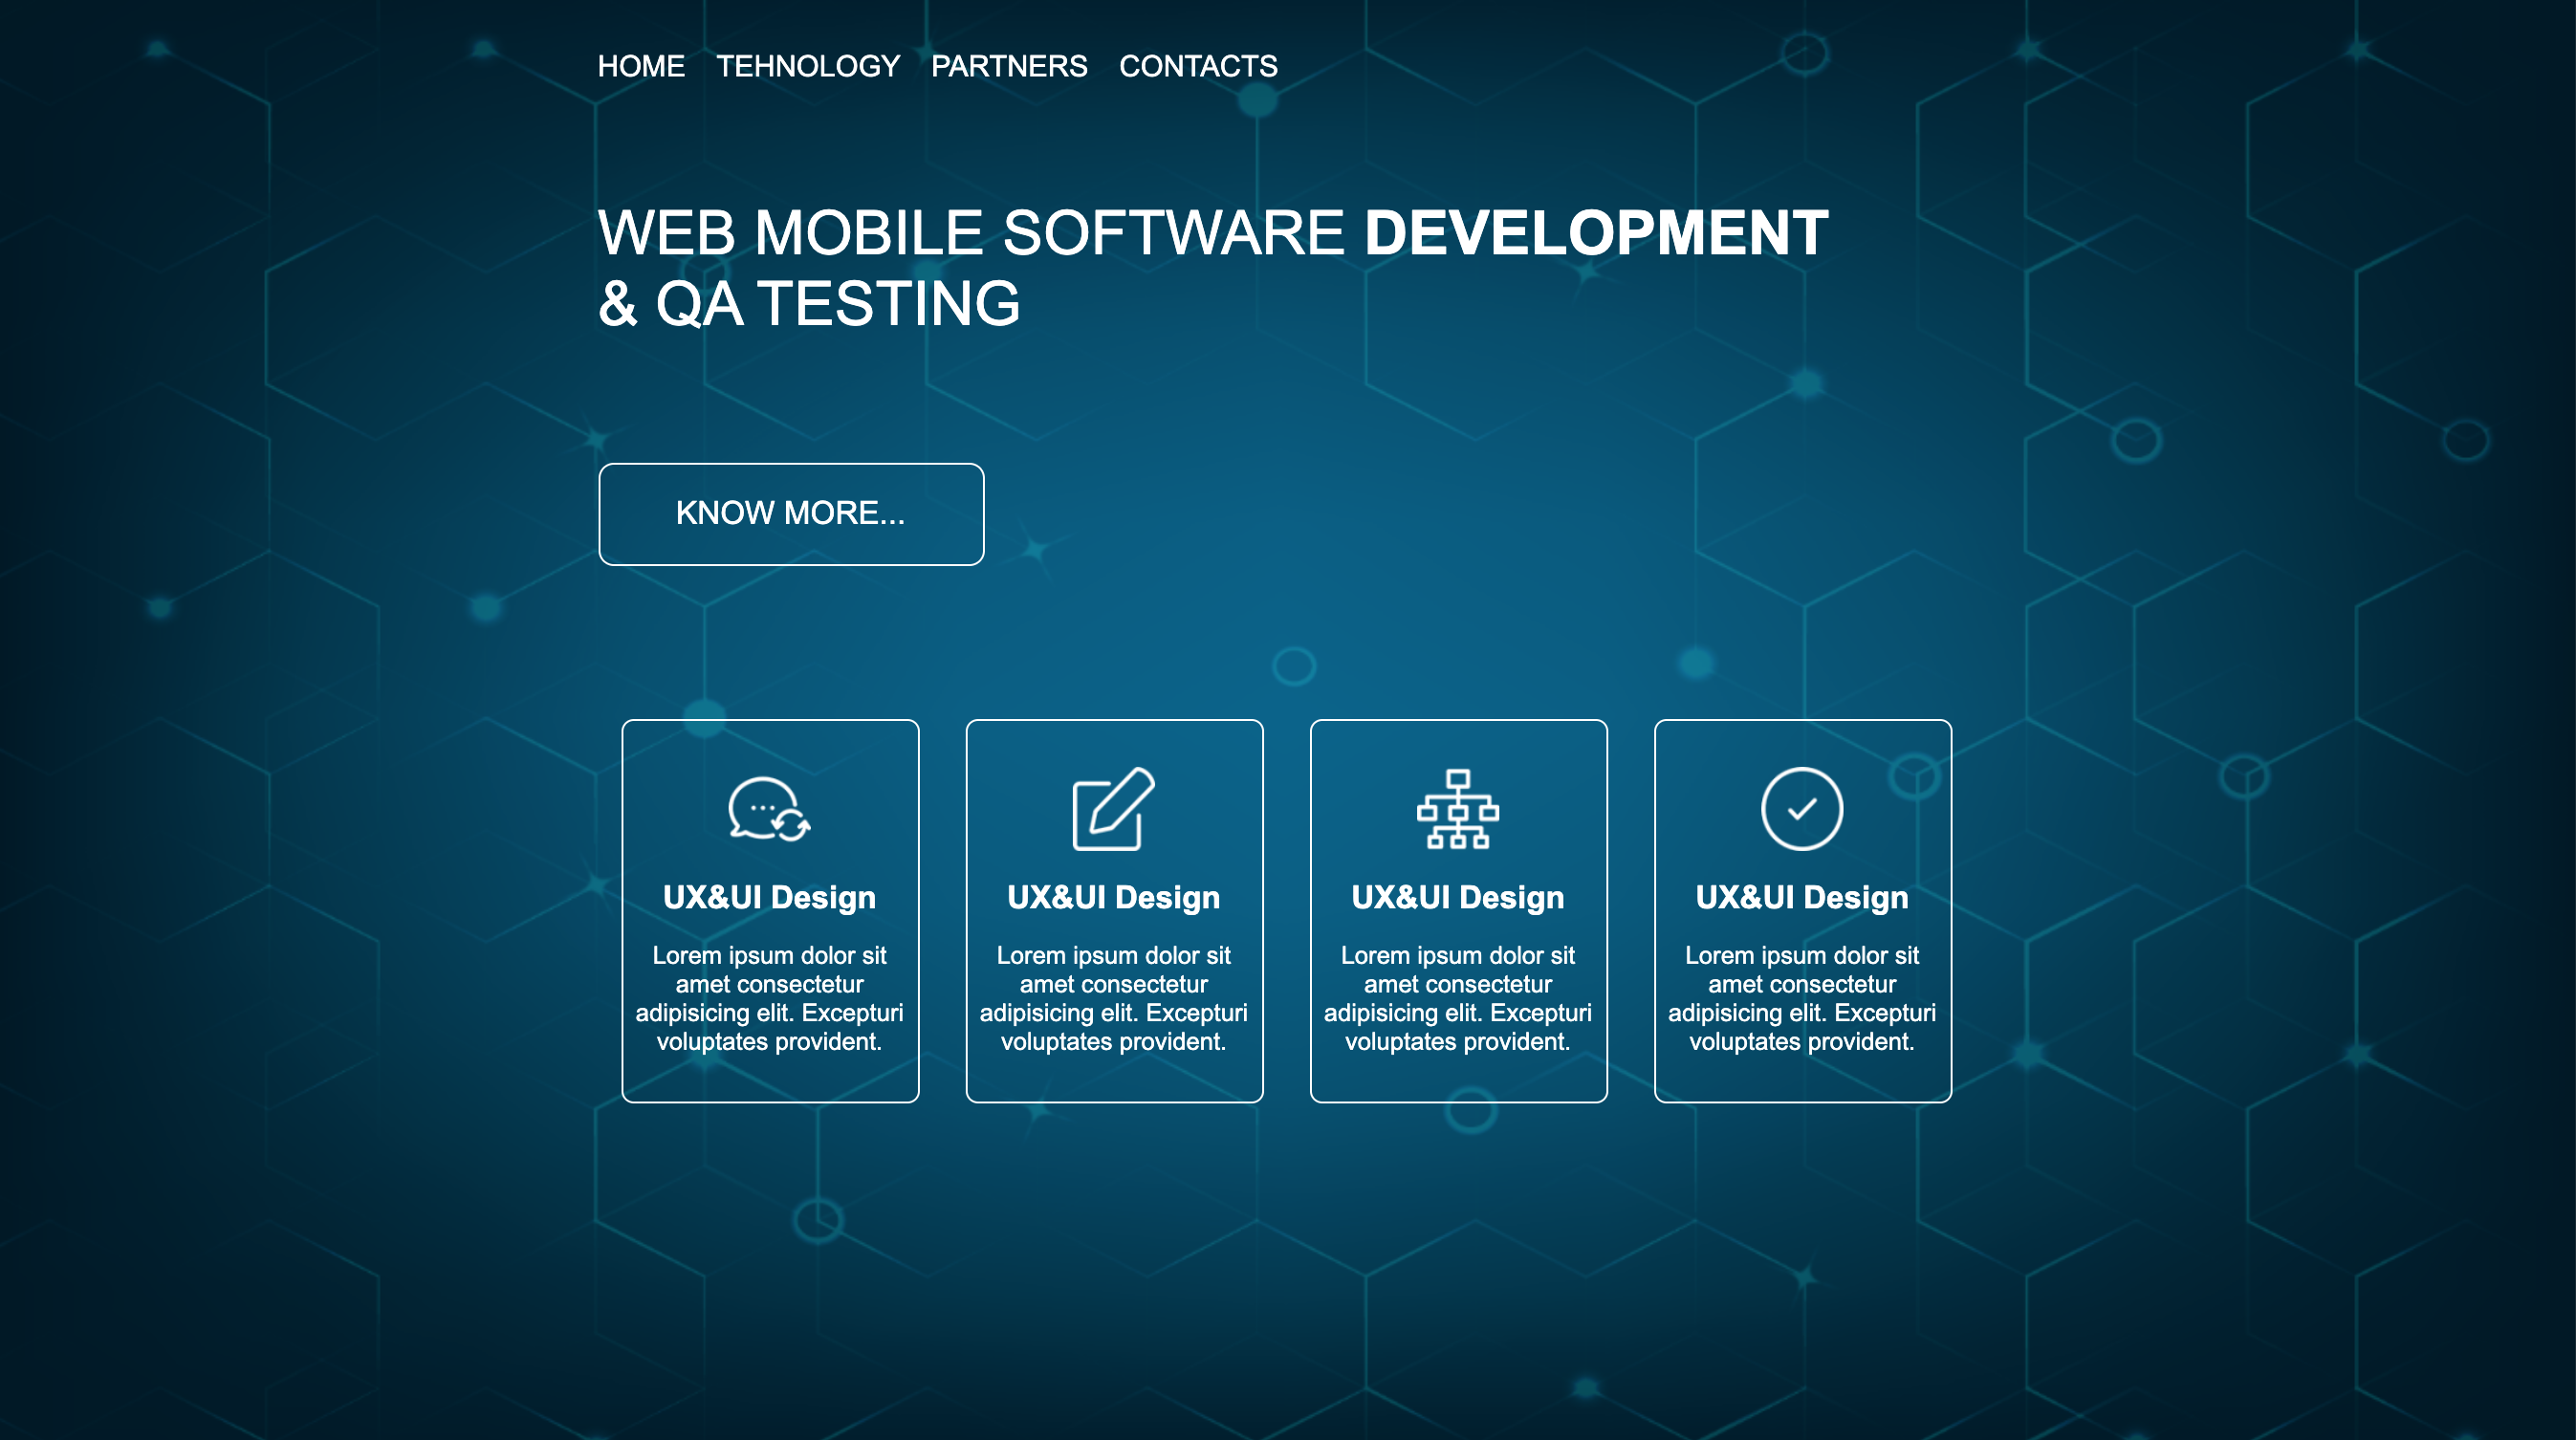 HOME TEHNOLOGY PARTNERS CONTACTS
WEB MOBILE SOFTWARE DEVELOPMENT
& QA TESTING
KNOW MORE...
UX&UI Design
Lorem ipsum dolor sit
amet consectetur
adipisicing elit. Excepturi
voluptates provident.
UX&UI Design
Lorem ipsum dolor sit
amet consectetur
adipisicing elit. Excepturi
voluptates provident.
UX&UI Design
Lorem ipsum dolor sit
amet consectetur
adipisicing elit. Excepturi
voluptates provident.
UX&UI Design
Lorem ipsum dolor sit
amet consectetur
adipisicing elit. Excepturi
voluptates provident.